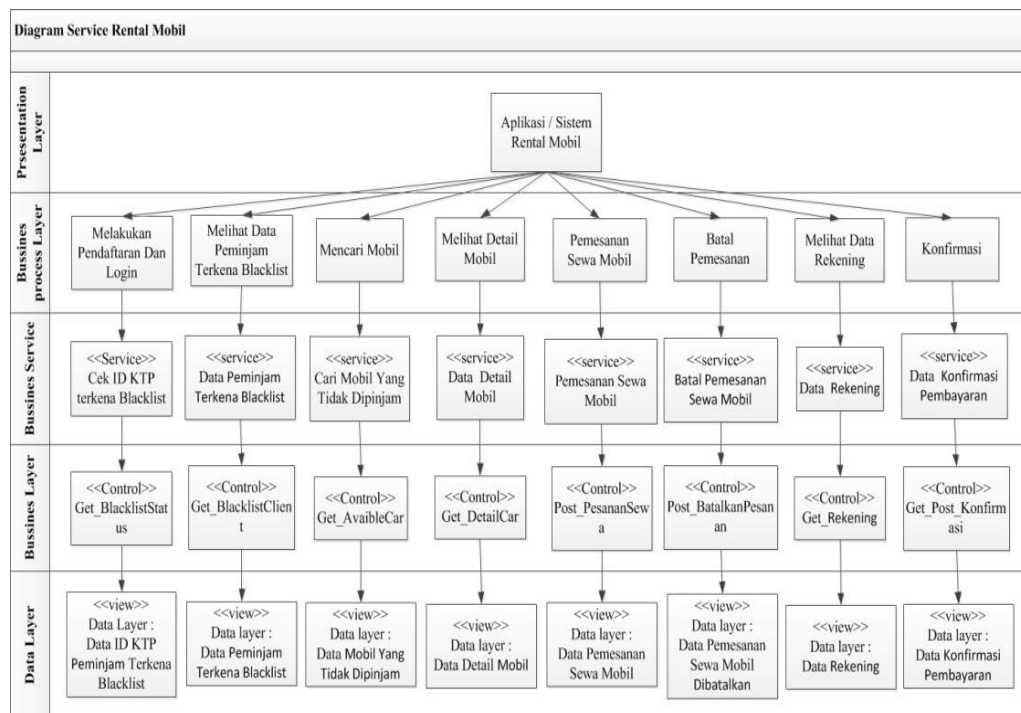 Diagram Service Rental Mobil
Prsesentation
Layer
Aplikasi / Sistem
Rental Mobil
Bussines
process Layer
Melakukan
Pendaftaran Dan
Login
Melihat Data
Peminjam
Terkena Blacklist
Mencari Mobil
Melihat Detail
Mobil
Pemesanan
Sewa Mobil
Batal
Pemesanan
Melihat Data
Rekening
Konfirmasi
Bussines Service
<<Service>>
Cek ID KTP
terkena Blacklist
<<service>>
Data Peminjam
Terkena Blacklist
<<service>>
Cari Mobil Yang
Tidak Dipinjam
<<service>>
Data Detail
Mobil
<<service>>
Pemesanan Sewa
Mobil
<<service>>
Batal Pemesanan
Sewa Mobil
<<service>>
Data Rekening
<<service>>
Data Konfirmasi
Pembayaran
Bussines Layer
<<Control>>
Get_BlacklistStat
us
<<Control>>
Get_BlacklistClien
t
<<Control>>
Get_AvaibleCar
<<Control>>
Get_DetailCar
<<Control>>
Post_PesananSew
a
<<Control>>
Post_BatalkanPesan
an
<<Control>>
Get_Rekening
<<Control>>
Get_Post_Konfirm
asi
Data Layer
<<view>>
Data Layer :
Data ID KTP
Peminjam Terkena
Blacklist
<<view>>
Data layer :
Data Peminjam
Terkena Blacklist
<<view>>
Data layer :
Data Mobil Yang
Tidak Dipinjam
<<view>>
Data layer :
Data Detail Mobil
<<view>>
Data layer :
Data Pemesanan
Sewa Mobil
<<view>>
Data layer :
Data Pemesanan
Sewa Mobil
Dibatalkan
<<view>>
Data layer :
Data Rekening
<<view>>
Data layer :
Data Konfirmasi
Pembayaran